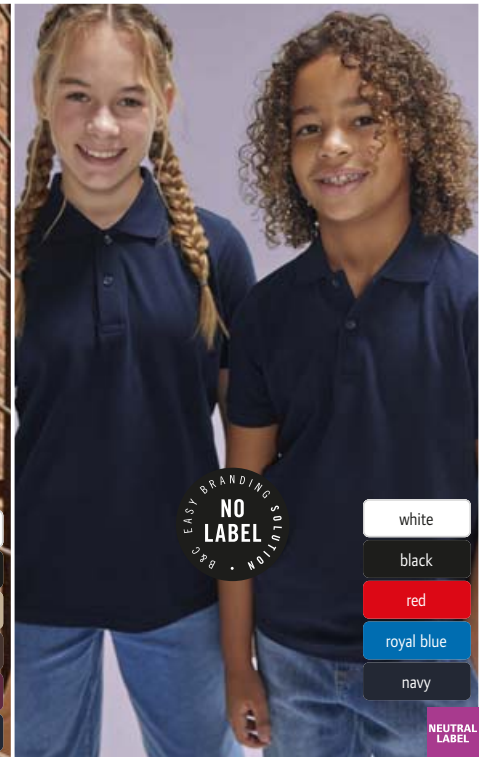 B&C EASY BRANDING SOLUTION •
NO
LABEL
white
black
red
royal blue
navy
NEUTRAL
LABEL